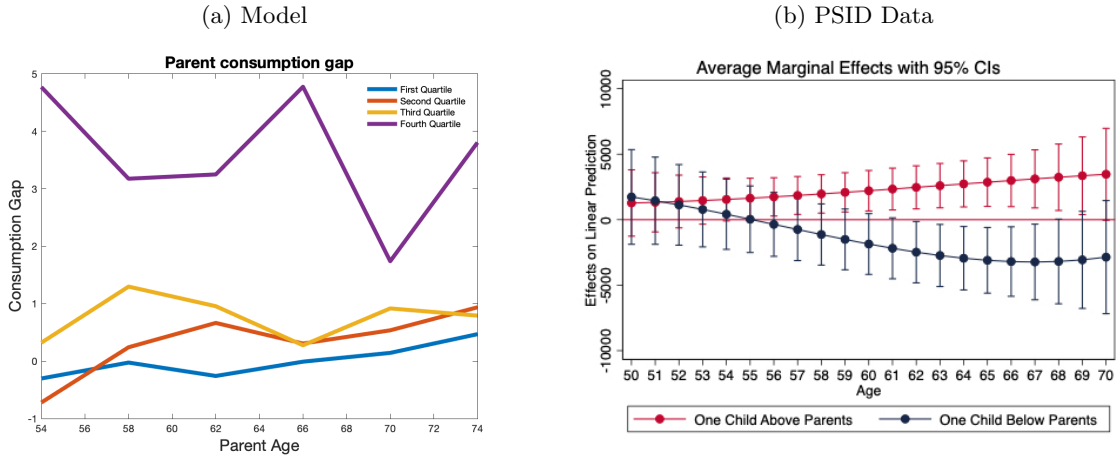 (a) Model
Parent consumption gap
First Quartile
Second Quartile
Third Quartile
Fourth Quartile
5
4
3
2
1
0
-1
Consumption Gap
54 56 58 60 62 64 66 68 70 72 74
Parent Age
(b) PSID Data
Average Marginal Effects with 95% CIs
10000
5000
0
-5000
-10000
Effects on Linear Prediction
50 51 52 53 54 55 56 57 58 59 60 61 62 63 64 65 66 67 68 69 70
Age
One Child Above Parents
One Child Below Parents